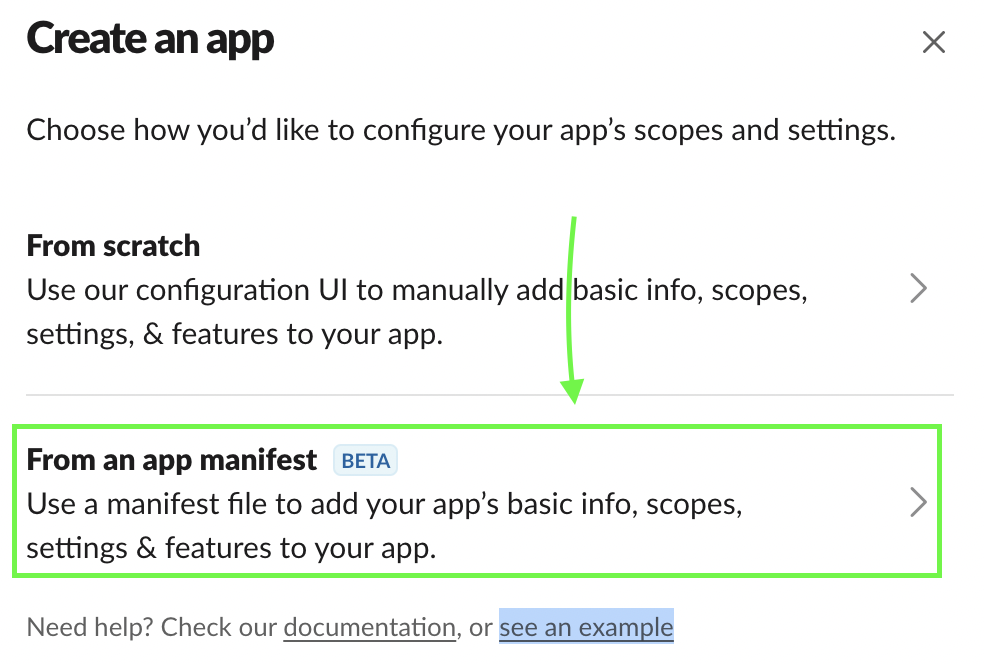 Create an app
Choose how you’d like to configure your app’s scopes and settings.
From scratch
Use our configuration UI to manually add basic info, scopes,
settings, & features to your app.
From an app manifest BETA
Use a manifest file to add your app’s basic info, scopes,
settings & features to your app.
Need help? Check our documentation, or see an example